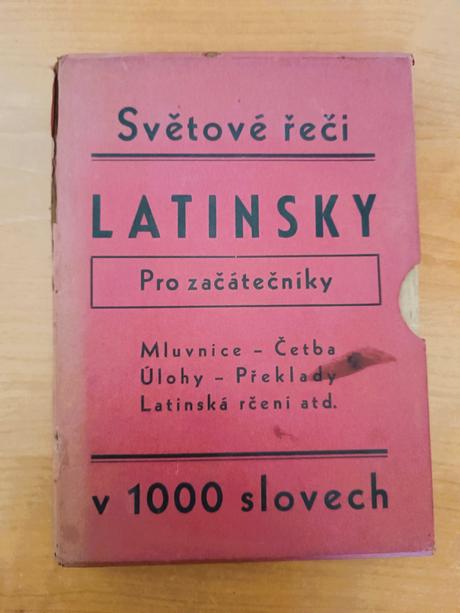 Světové řeči
LATINSKY
Pro začátečníky
Mluvnice – Četba
Úlohy – Překlady
Latinská rčení atd.
v 1000 slovech